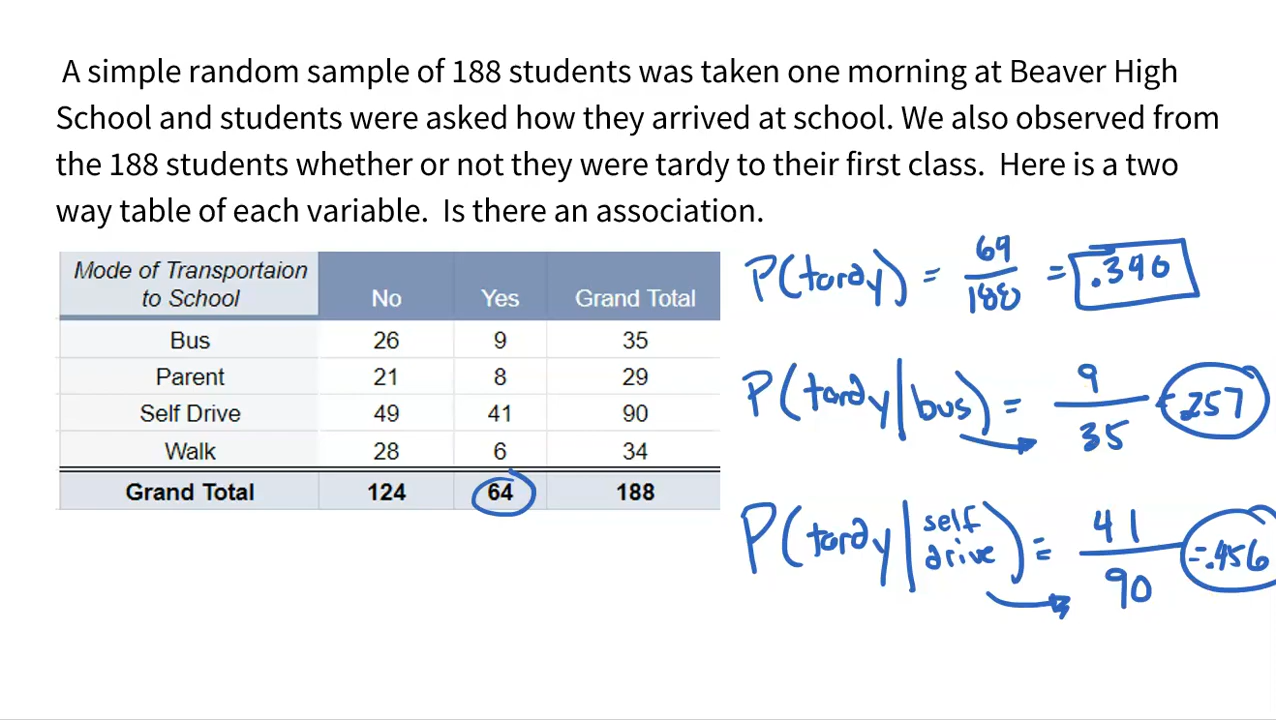 A simple random sample of 188 students was taken one morning at Beaver High
School and students were asked how they arrived at school. We also observed from
the 188 students whether or not they were tardy to their first class. Here is a two
way table of each variable. Is there an association.
Mode of Transportaion
to School No Yes Grand Total
Bus 26 9 35
Parent 21 8 29
Self Drive 49 41 90
Walk 28 6 34
Grand Total 124 64 188
P(tardy) = 64/188 = .340
P(tardy|bus) = 9/35 = .257
P(tardy|self drive) = 41/90 = .456